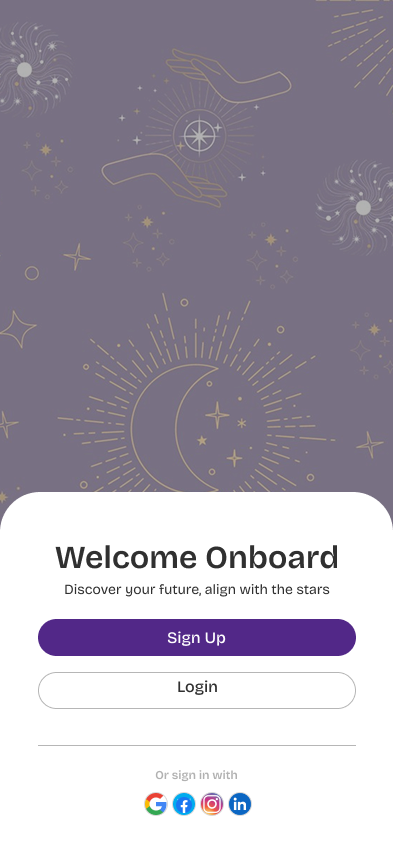 Welcome Onboard
Discover your future, align with the stars
Sign Up
Login
Or sign in with